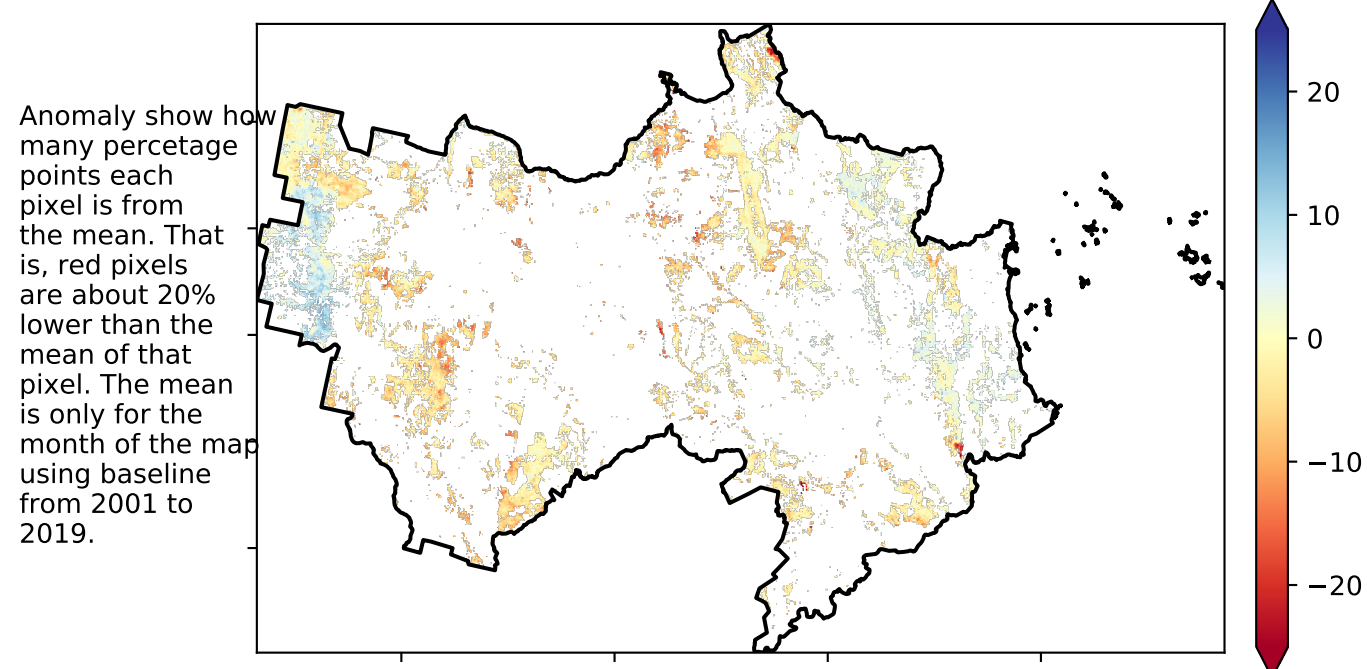 Anomaly show how
many percetage
points each
pixel is from
the mean. That
is, red pixels
are about 20%
lower than the
mean of that
pixel. The mean
is only for the
month of the map
using baseline
from 2001 to
2019.
20
10
0
−10
−20